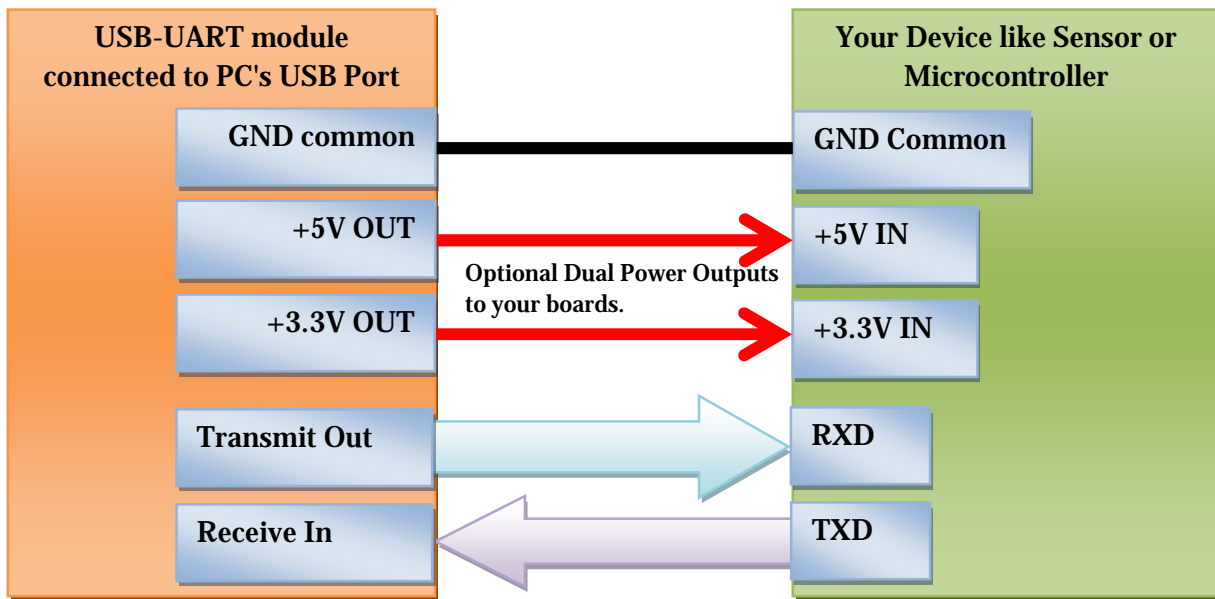 USB-UART module
connected to PC's USB Port
Your Device like Sensor or
Microcontroller
GND common
GND Common
+5V OUT
+5V IN
Optional Dual Power Outputs
to your boards.
+3.3V OUT
+3.3V IN
Transmit Out
RXD
Receive In
TXD